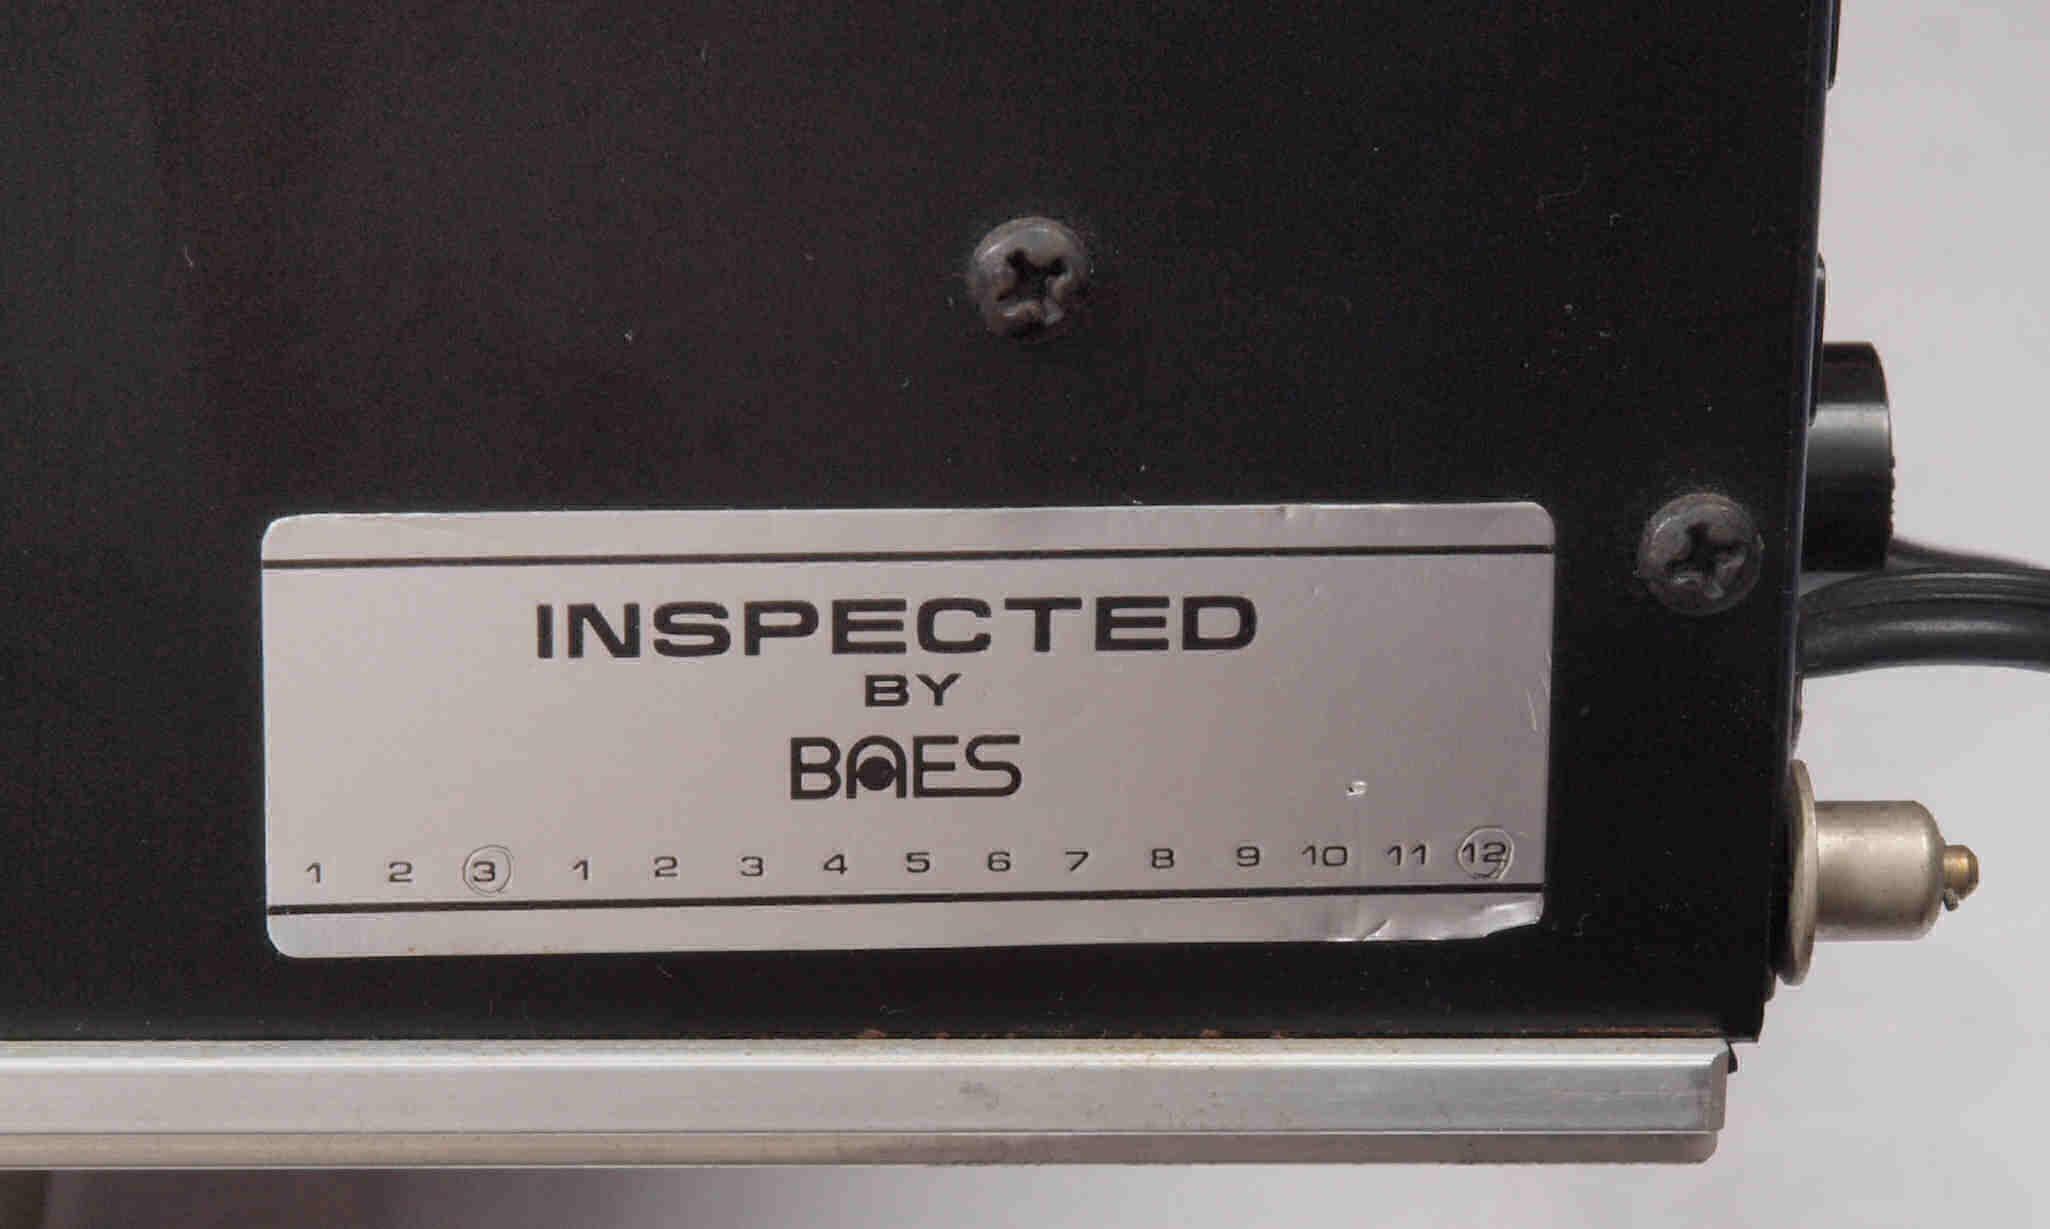 INSPECTED
BY
BAES
1 2 3 1 2 3 4 5 6 7 8 9 10 11 12